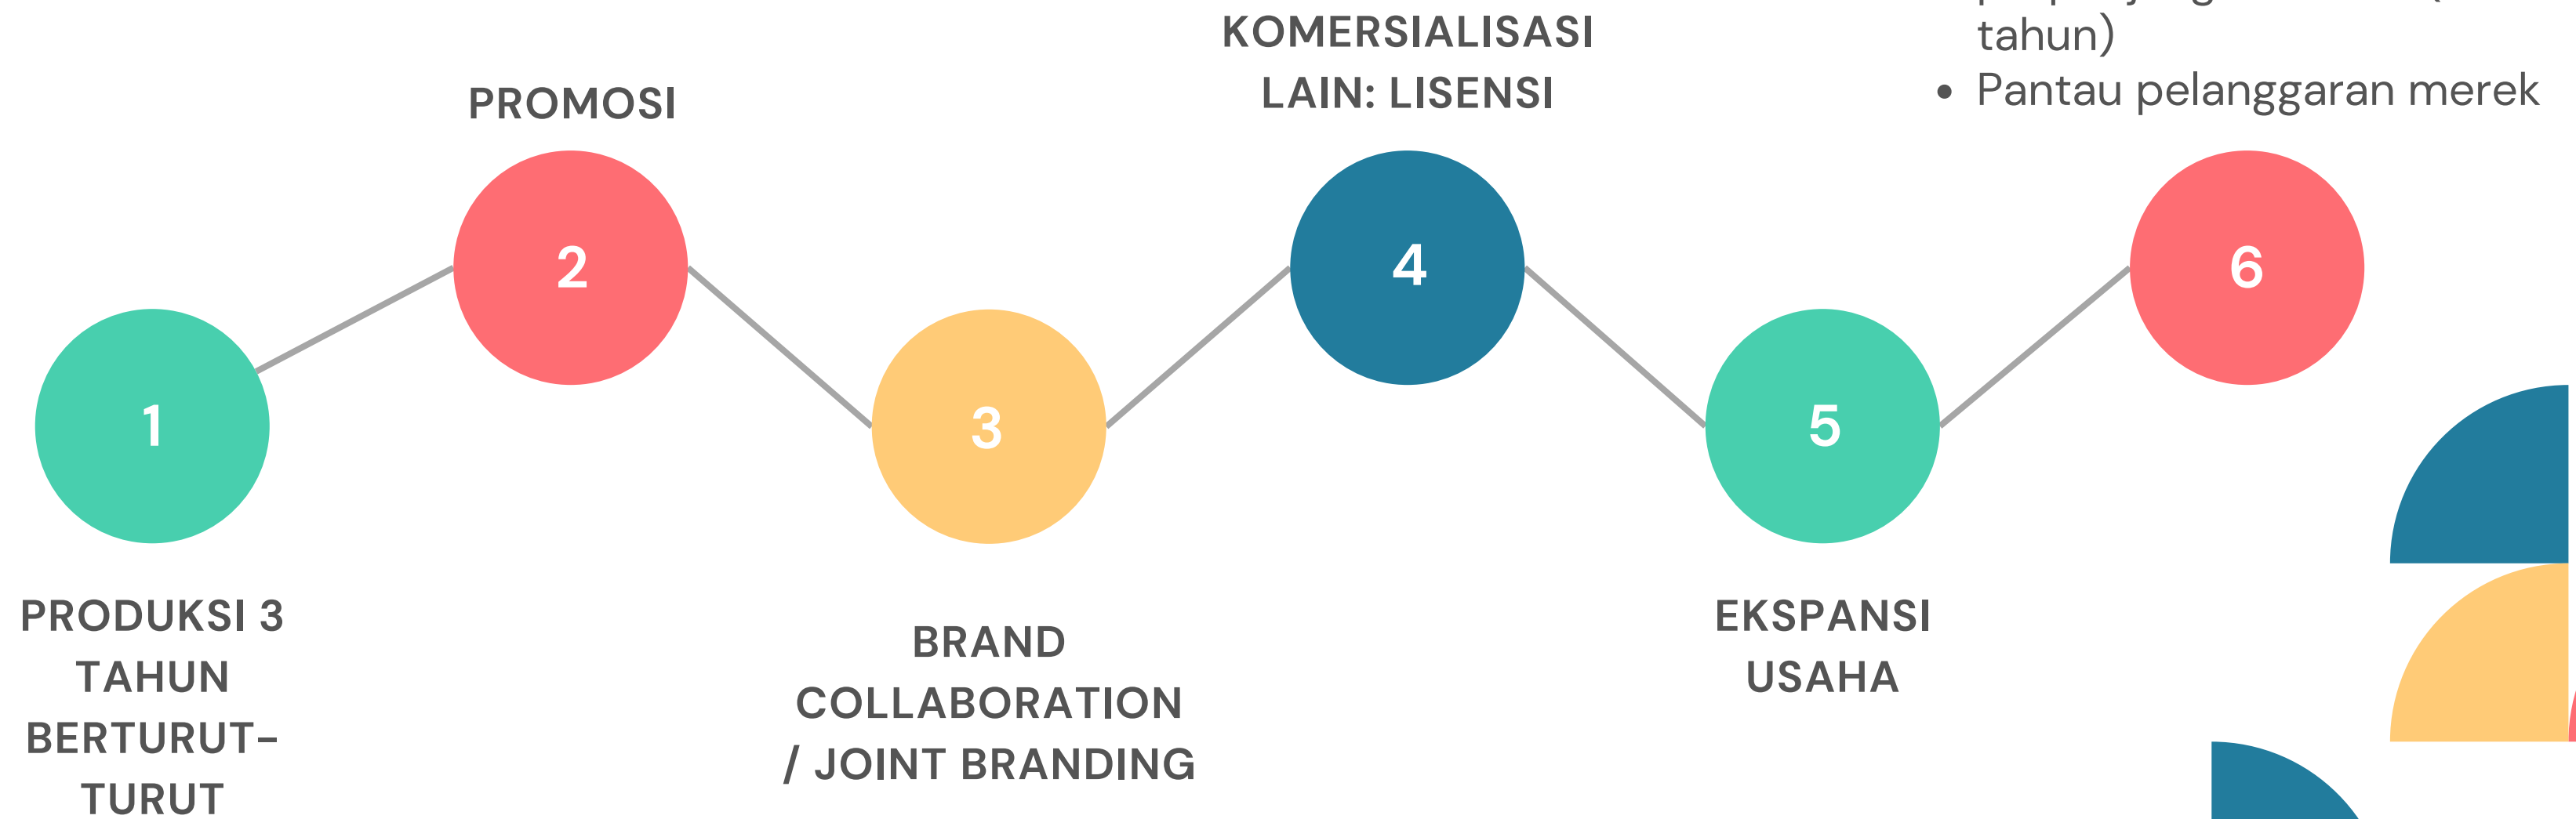 PRODUKSI 3
TAHUN
BERTURUT-
TURUT
1
PROMOSI
2
3
BRAND
COLLABORATION
/ JOINT BRANDING
KOMERSIALISASI
LAIN: LISENSI
4
5
EKSPANSI
USAHA
tahun)
• Pantau pelanggaran merek
6